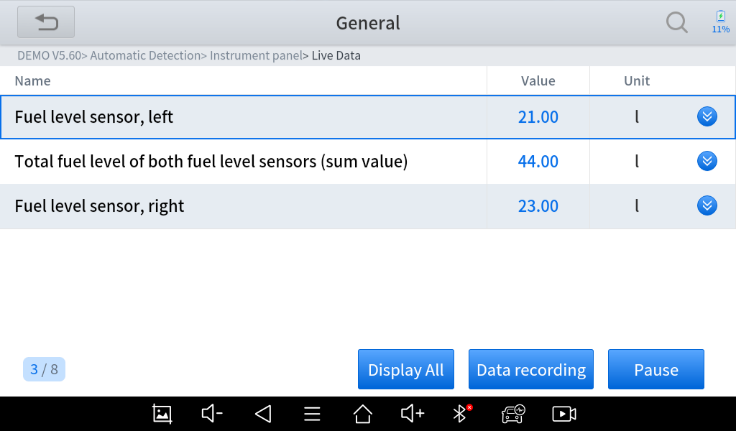 General
11%
DEMO V5.60> Automatic Detection> Instrument panel> Live Data
Name Value Unit
Fuel level sensor, left 21.00 l
Total fuel level of both fuel level sensors (sum value) 44.00 l
Fuel level sensor, right 23.00 l
3 / 8 Display All Data recording Pause